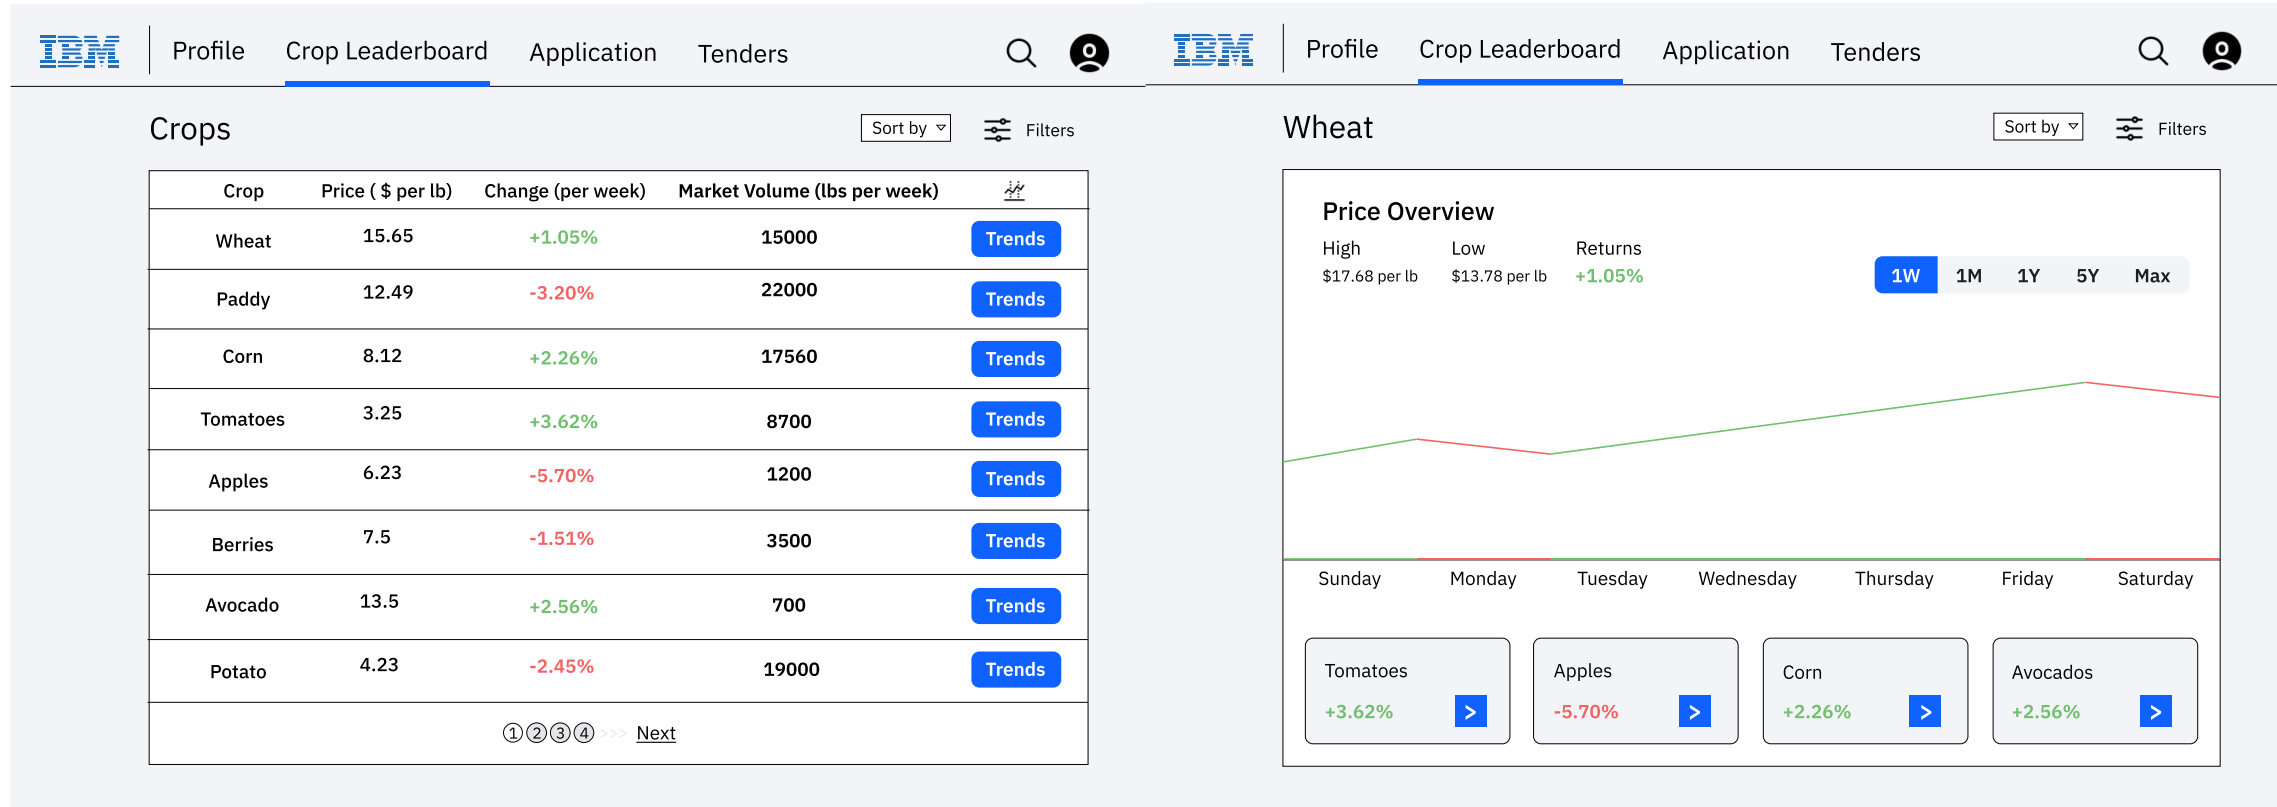 IBM Profile Crop Leaderboard Application Tenders
Crops Sort by Filters
Crop Price ( $ per lb) Change (per week) Market Volume (lbs per week)
Wheat 15.65 +1.05% 15000 Trends
Paddy 12.49 -3.20% 22000 Trends
Corn 8.12 +2.26% 17560 Trends
Tomatoes 3.25 +3.62% 8700 Trends
Apples 6.23 -5.70% 1200 Trends
Berries 7.5 -1.51% 3500 Trends
Avocado 13.5 +2.56% 700 Trends
Potato 4.23 -2.45% 19000 Trends
1 2 3 4 >>> Next
IBM Profile Crop Leaderboard Application Tenders
Wheat Sort by Filters
Price Overview
High Low Returns
$17.68 per lb $13.78 per lb +1.05% 1W 1M 1Y 5Y Max
Sunday Monday Tuesday Wednesday Thursday Friday Saturday
Tomatoes Apples Corn Avocados
+3.62% > -5.70% > +2.26% > +2.56% >